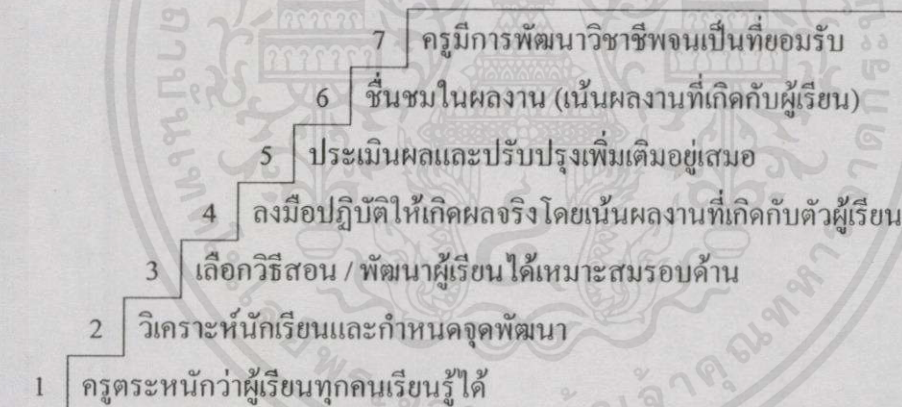 7 ครูมีการพัฒนาวิชาชีพจนเป็นที่ยอมรับ
6 ชื่นชมในผลงาน (เน้นผลงานที่เกิดกับผู้เรียน)
5 ประเมินผลและปรับปรุงเพิ่มเติมอยู่เสมอ
4 ลงมือปฏิบัติให้เกิดผลจริงโดยเน้นผลงานที่เกิดกับตัวผู้เรียน
3 เลือกวิธีสอน / พัฒนาผู้เรียนได้เหมาะสมรอบด้าน
2 วิเคราะห์นักเรียนและกำหนดจุดพัฒนา
1 ครูตระหนักว่าผู้เรียนทุกคนเรียนรู้ได้